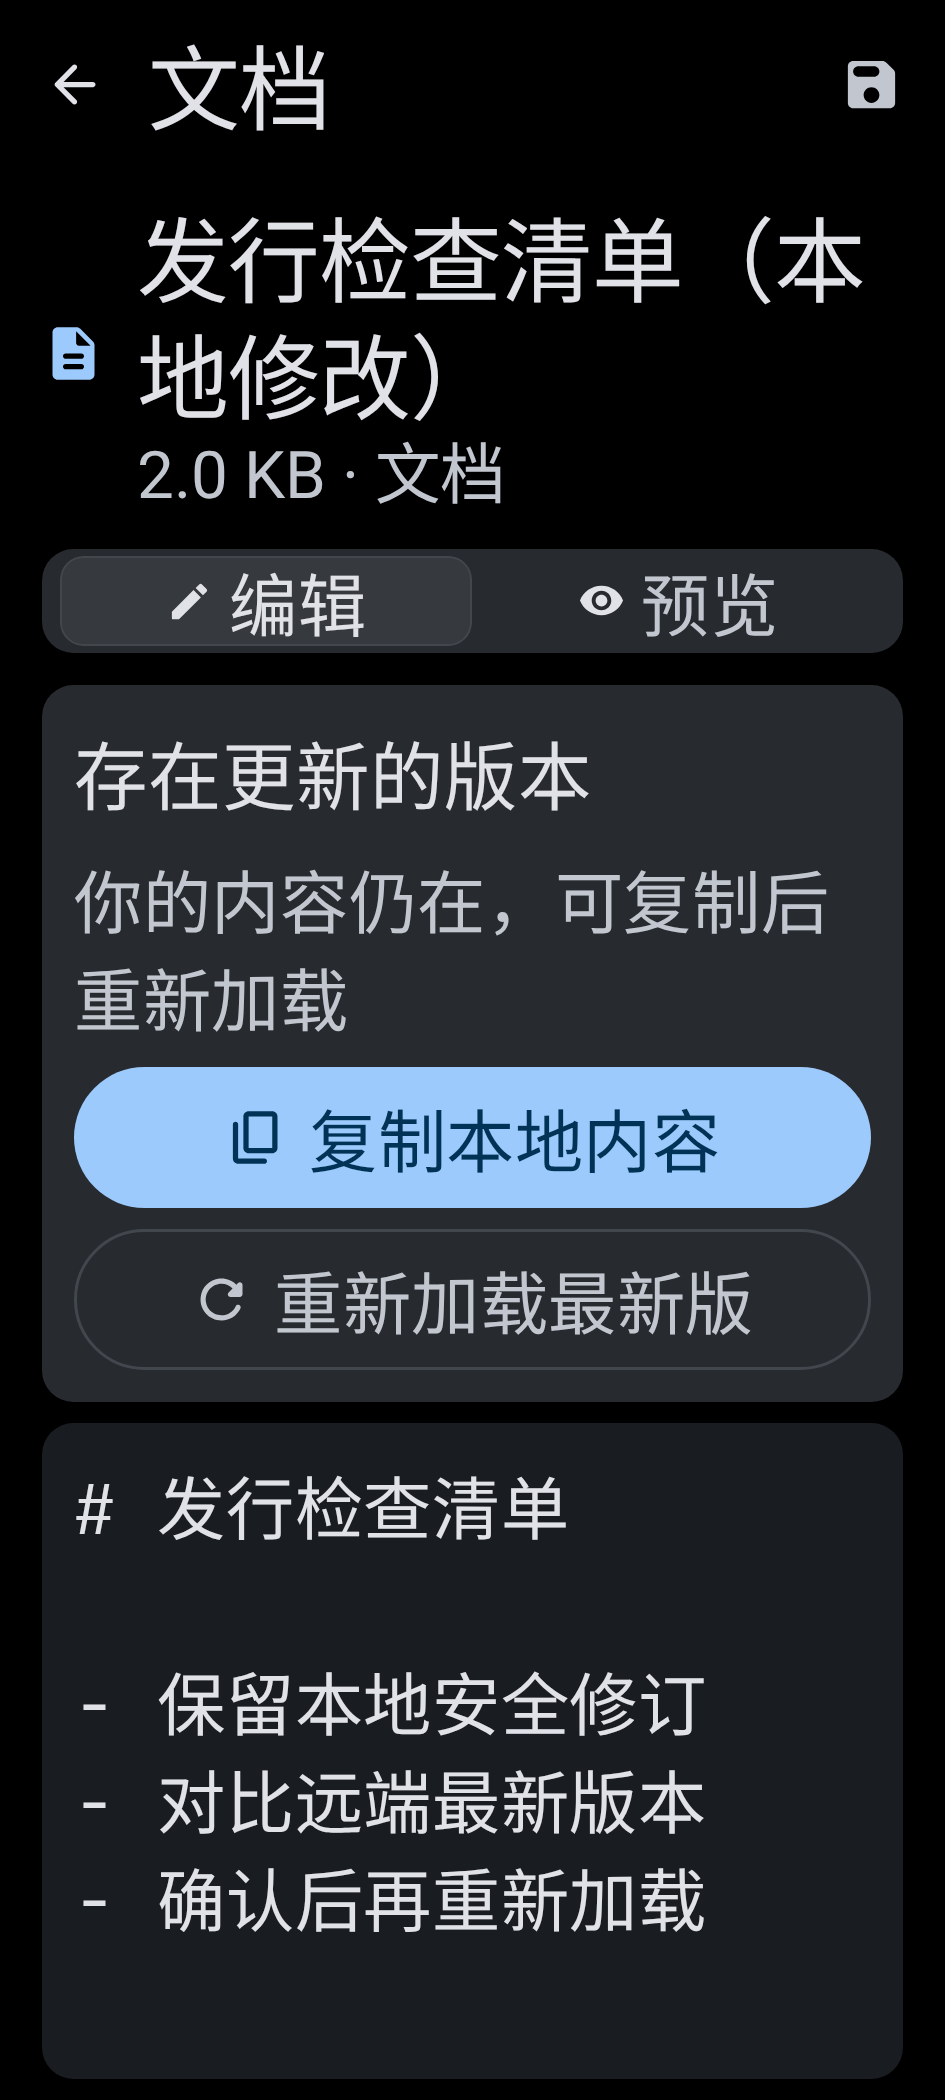 文档
发行检查清单（本
地修改）
2.0 KB · 文档
编辑
预览
存在更新的版本
你的内容仍在，可复制后
重新加载
复制本地内容
重新加载最新版
# 发行检查清单
- 保留本地安全修订
- 对比远端最新版本
- 确认后再重新加载